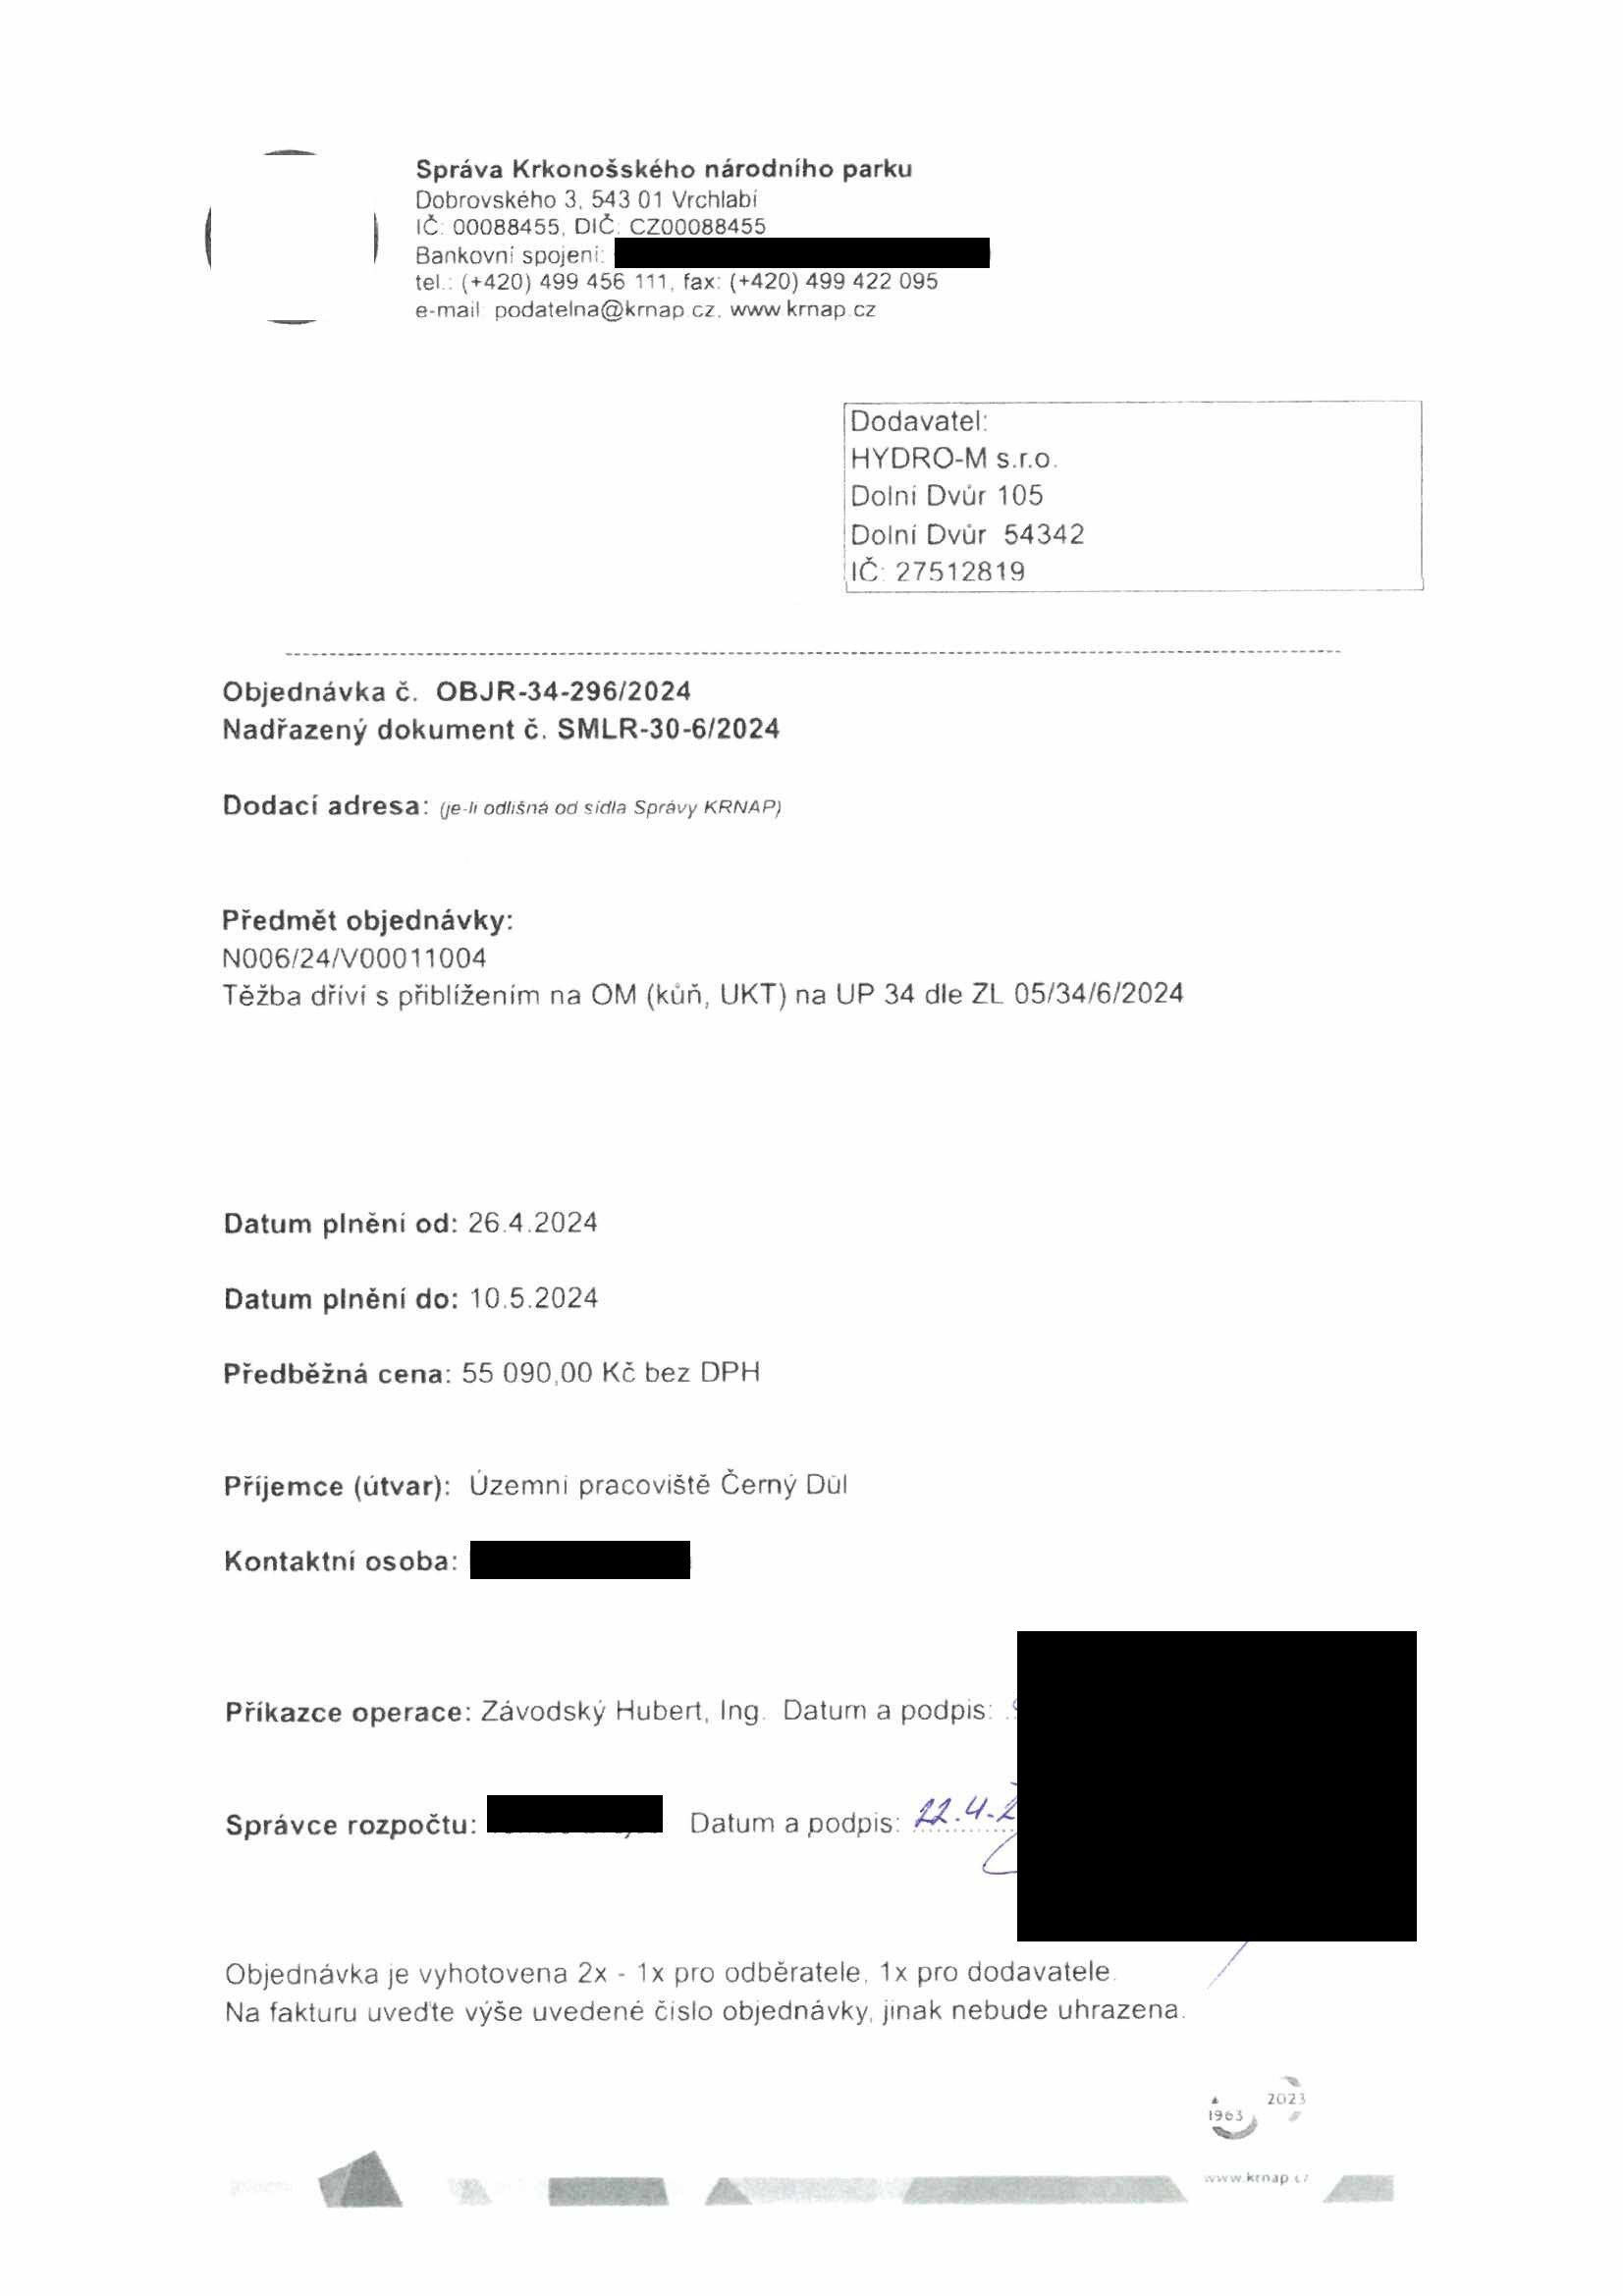 Správa Krkonošského národního parku
Dobrovského 3, 543 01 Vrchlabí
IČ: 00088455, DIČ: CZ00088455
Bankovní spojení:
tel.: (+420) 499 456 111, fax: (+420) 499 422 095
e-mail: podatelna@krnap.cz, www.krnap.cz
Dodavatel:
HYDRO-M s.r.o.
Dolní Dvůr 105
Dolní Dvůr 54342
IČ: 27512819
Objednávka č. OBJR-34-296/2024
Nadřazený dokument č. SMLR-30-6/2024
Dodací adresa: (je-li odlišná od sídla Správy KRNAP)
Předmět objednávky:
N006/24/V00011004
Těžba dříví s přiblížením na OM (kůň, UKT) na UP 34 dle ZL 05/34/6/2024
Datum plnění od: 26.4.2024
Datum plnění do: 10.5.2024
Předběžná cena: 55 090,00 Kč bez DPH
Příjemce (útvar): Územní pracoviště Černý Důl
Kontaktní osoba:
Příkazce operace: Závodský Hubert, Ing. Datum a podpis:
Správce rozpočtu: Datum a podpis: 22.4.2
Objednávka je vyhotovena 2x - 1x pro odběratele, 1x pro dodavatele.
Na fakturu uveďte výše uvedené číslo objednávky, jinak nebude uhrazena.
1963 2023
www.krnap.cz